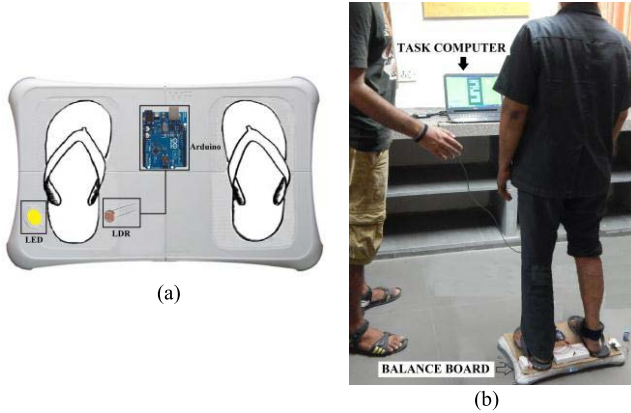 Arduino
LED
LDR
(a)
TASK COMPUTER
BALANCE BOARD
(b)